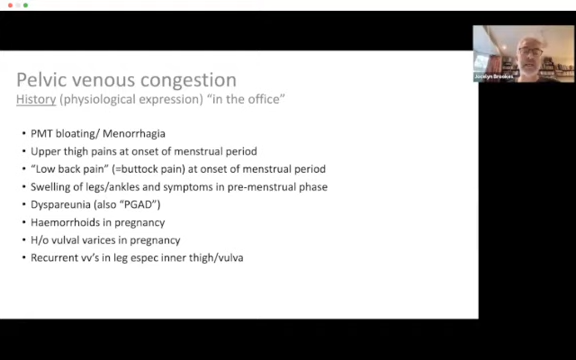 Pelvic venous congestion
History (physiological expression) “in the office”
• PMT bloating/ Menorrhagia
• Upper thigh pains at onset of menstrual period
• “Low back pain” (=buttock pain) at onset of menstrual period
• Swelling of legs/ankles and symptoms in pre-menstrual phase
• Dyspareunia (also “PGAD”)
• Haemorrhoids in pregnancy
• H/o vulval varices in pregnancy
• Recurrent vv’s in leg espec inner thigh/vulva
Jocelyn Brookes